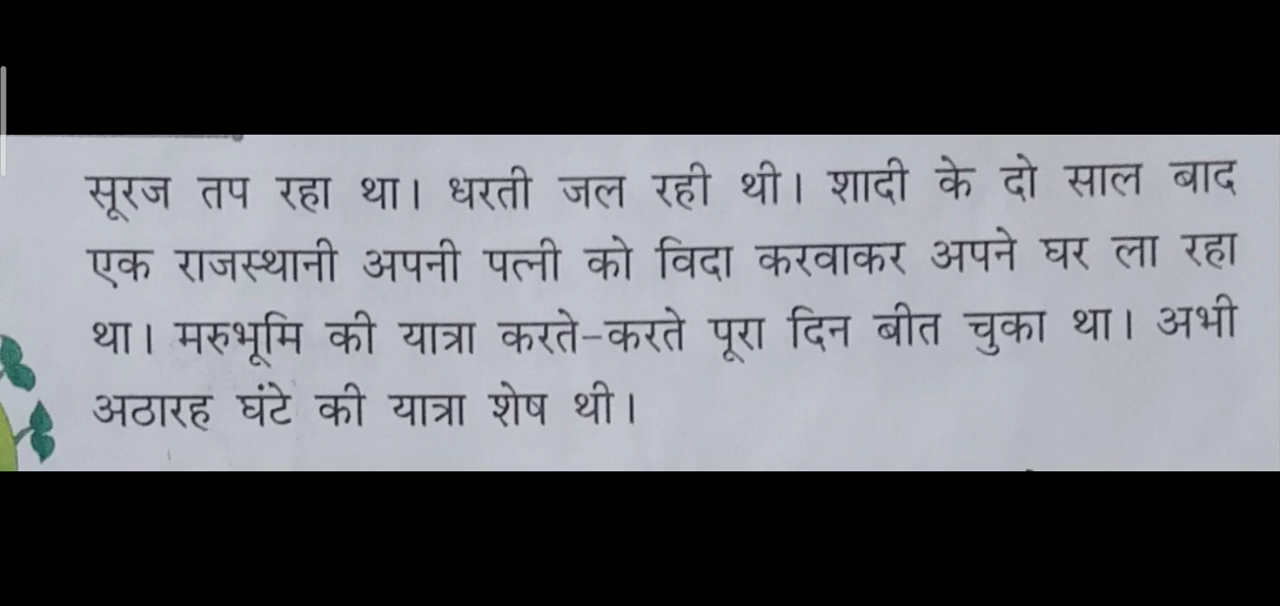 सूरज तप रहा था। धरती जल रही थी। शादी के दो साल बाद
एक राजस्थानी अपनी पत्नी को विदा करवाकर अपने घर ला रहा
था। मरुभूमि की यात्रा करते-करते पूरा दिन बीत चुका था। अभी
अठारह घंटे की यात्रा शेष थी।